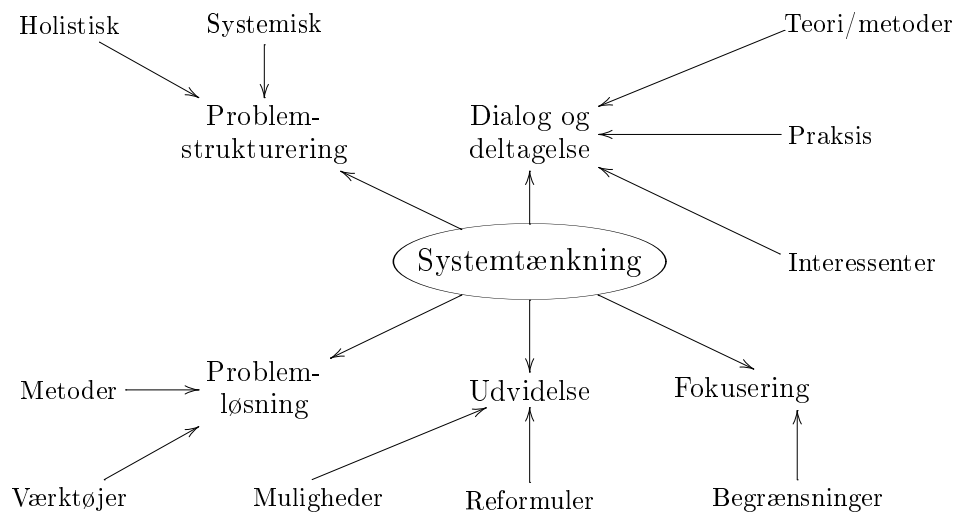 Holistisk
Systemisk
Teori/metoder
Problem-
strukturering
Dialog og
deltagelse
Praksis
Systemtænkning
Interessenter
Metoder
Problem-
løsning
Udvidelse
Fokusering
Værktøjer
Muligheder
Reformuler
Begrænsninger